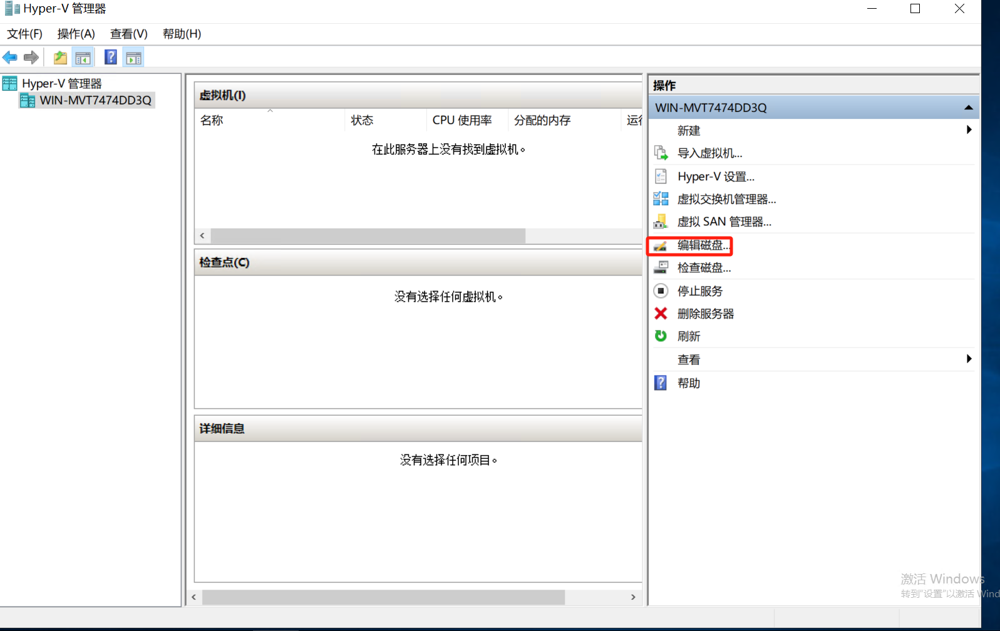 Hyper-V 管理器
文件(F) 操作(A) 查看(V) 帮助(H)
Hyper-V 管理器
WIN-MVT7474DD3Q
虚拟机(I)
名称 状态 CPU 使用率 分配的内存 运行
在此服务器上没有找到虚拟机。
检查点(C)
没有选择任何虚拟机。
详细信息
没有选择任何项目。
操作
WIN-MVT7474DD3Q
新建
导入虚拟机...
Hyper-V 设置...
虚拟交换机管理器...
虚拟 SAN 管理器...
编辑磁盘...
检查磁盘...
停止服务
删除服务器
刷新
查看
帮助
激活 Windows
转到"设置"以激活 Wind